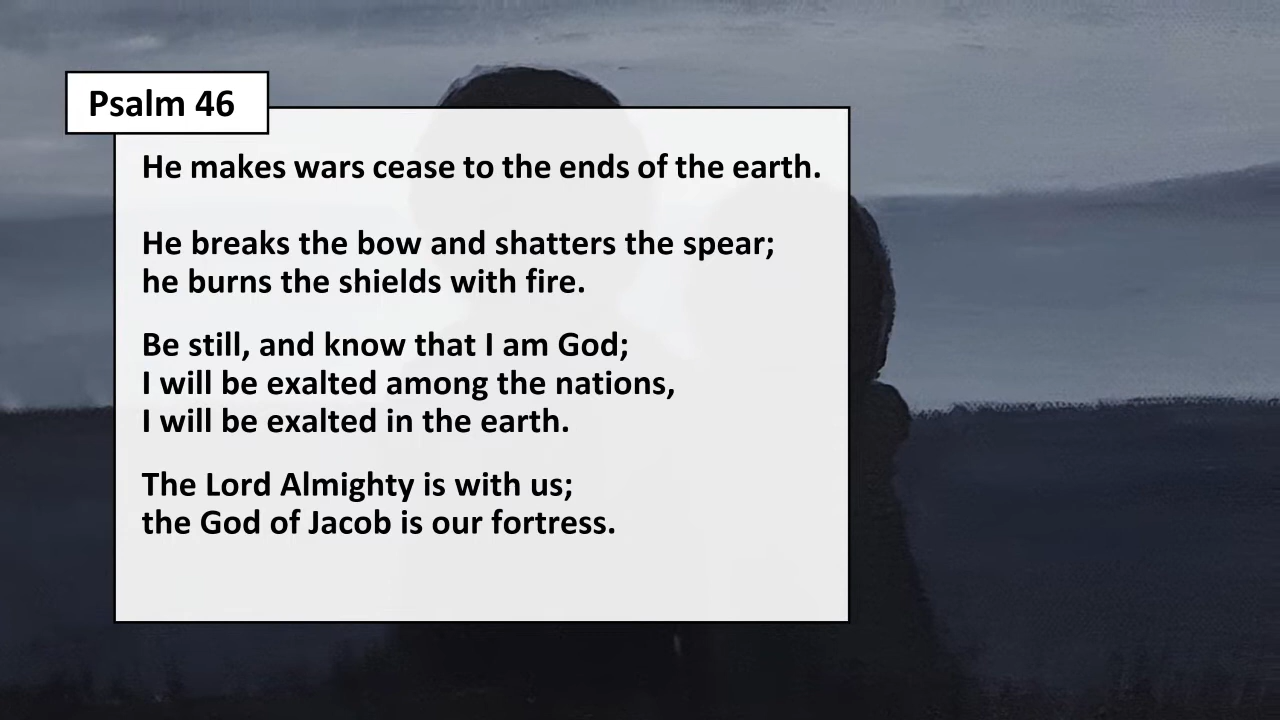 Psalm 46
He makes wars cease to the ends of the earth.
He breaks the bow and shatters the spear;
he burns the shields with fire.
Be still, and know that I am God;
I will be exalted among the nations,
I will be exalted in the earth.
The Lord Almighty is with us;
the God of Jacob is our fortress.